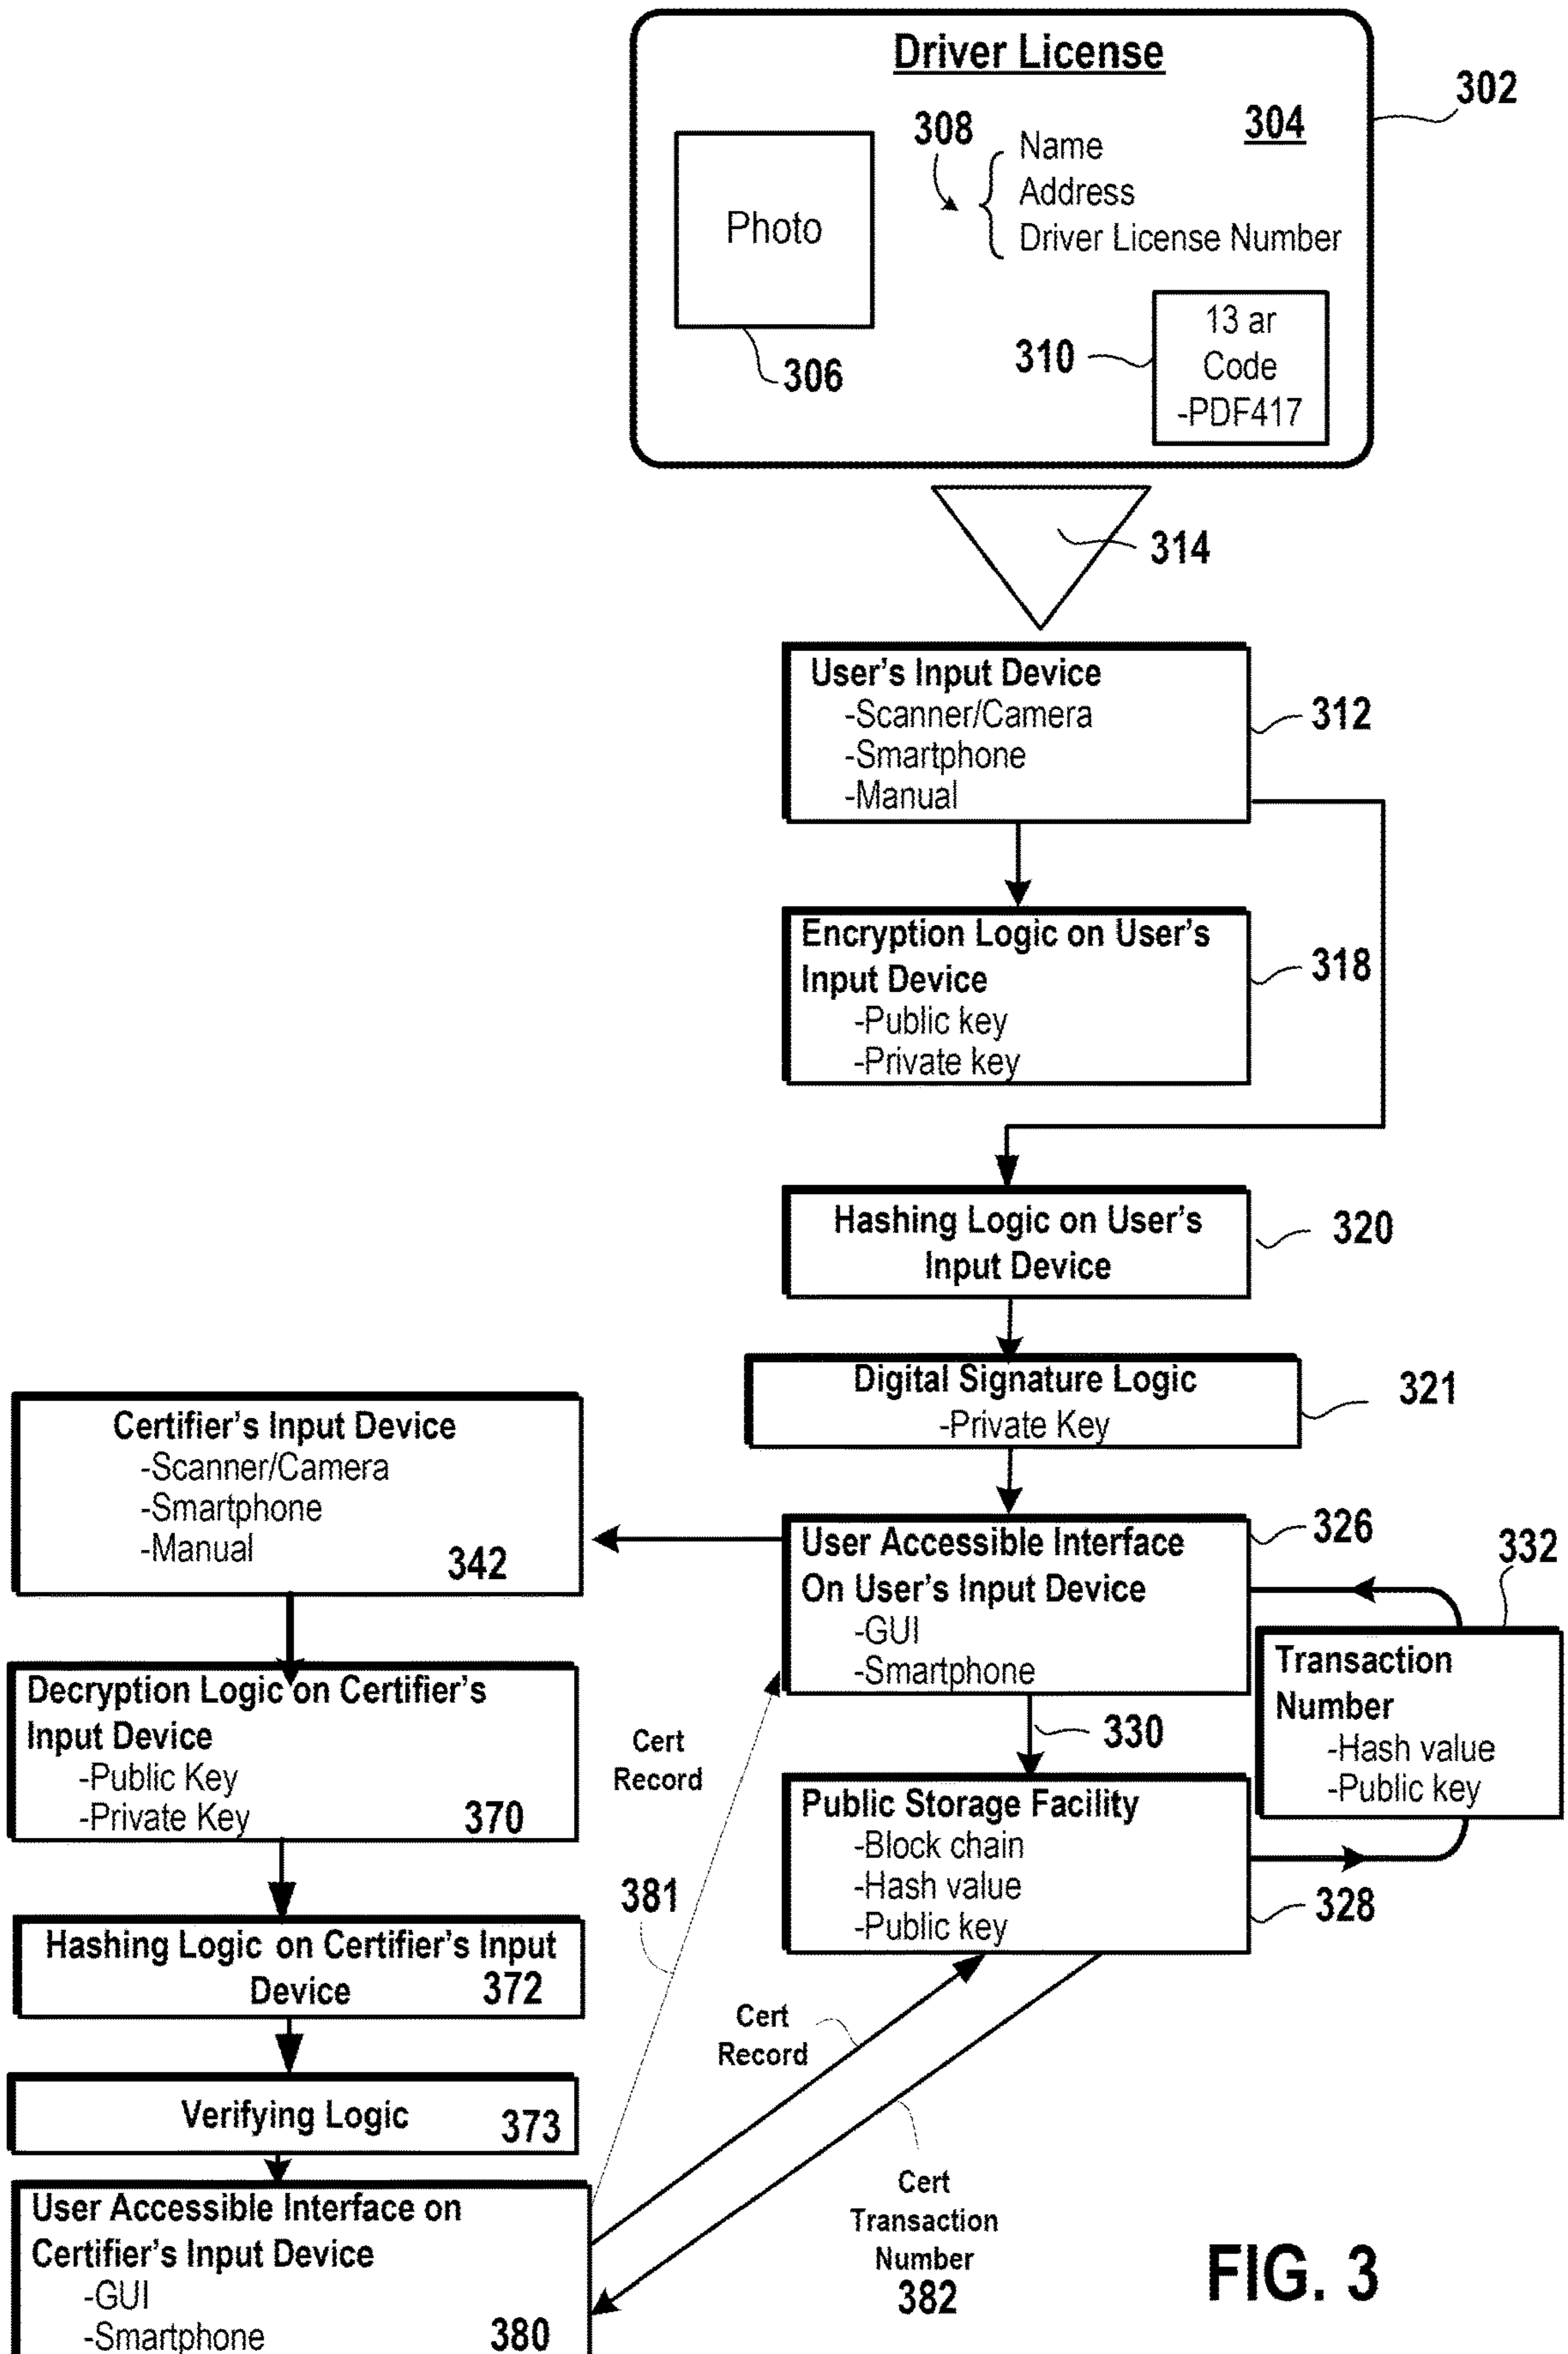 Driver License
302
304
308
Name
Address
Driver License Number
Photo
306
310
13 ar
Code
-PDF417
314
User's Input Device
-Scanner/Camera
-Smartphone
-Manual
312
Encryption Logic on User's
Input Device
-Public key
-Private key
318
Hashing Logic on User's
Input Device
320
Digital Signature Logic
-Private Key
321
Certifier's Input Device
-Scanner/Camera
-Smartphone
-Manual
342
User Accessible Interface
On User's Input Device
-GUI
-Smartphone
326
332
Transaction
Number
-Hash value
-Public key
330
Decryption Logic on Certifier's
Input Device
-Public Key
-Private Key
370
Cert
Record
381
Public Storage Facility
-Block chain
-Hash value
-Public key
328
Hashing Logic on Certifier's Input
Device
372
Cert
Record
Verifying Logic
373
User Accessible Interface on
Certifier's Input Device
-GUI
-Smartphone
380
Cert
Transaction
Number
382
FIG. 3